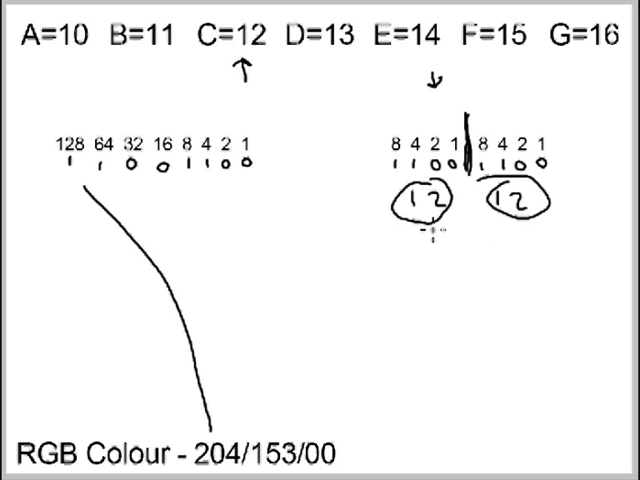 A=10 B=11 C=12 D=13 E=14 F=15 G=16
128 64 32 16 8 4 2 1 8 4 2 1 8 4 2 1
1 1 0 0 1 1 0 0 1 1 0 0 1 1 0 0
12 12
RGB Colour - 204/153/00